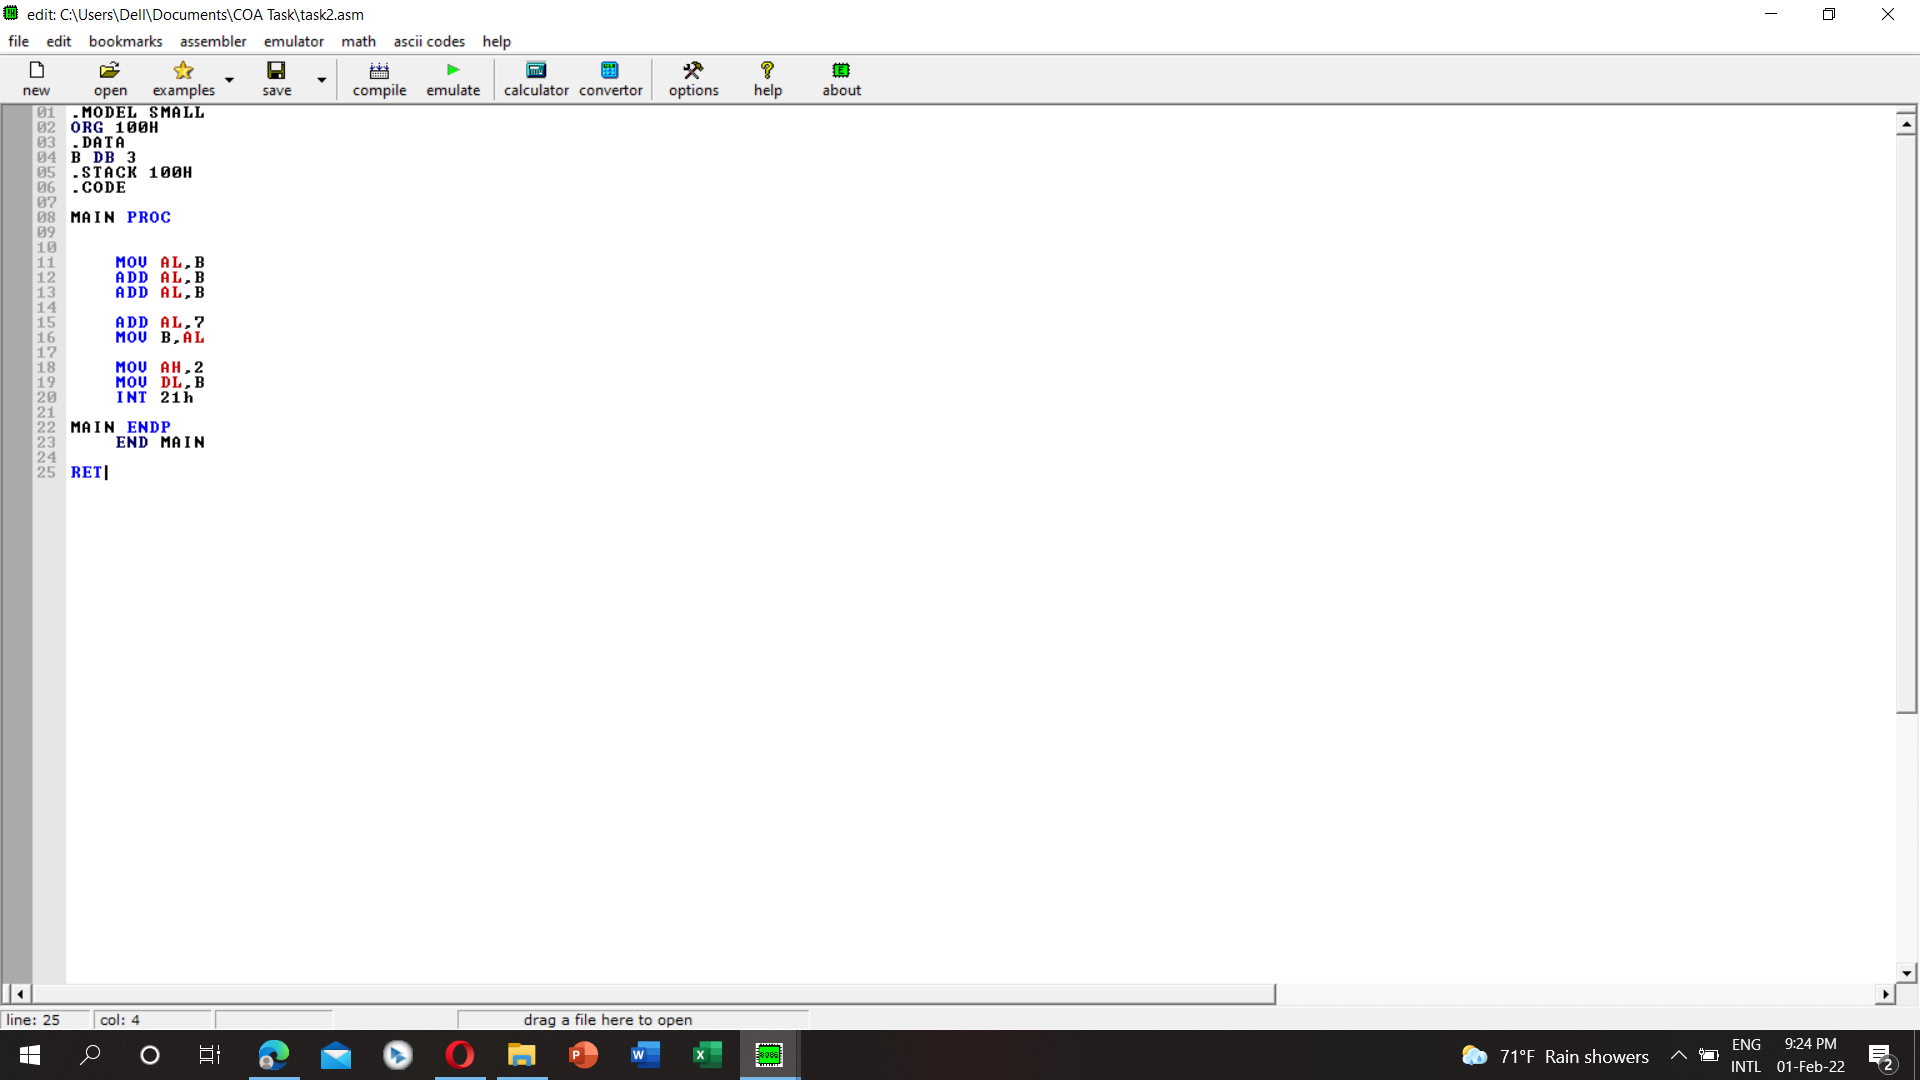 edit: C:\Users\Dell\Documents\COA Task\task2.asm
file edit bookmarks assembler emulator math ascii codes help
new open examples save compile emulate calculator convertor options help about
01 .MODEL SMALL
02 ORG 100H
03 .DATA
04 B DB 3
05 .STACK 100H
06 .CODE
07
08 MAIN PROC
09
10
11 MOV AL,B
12 ADD AL,B
13 ADD AL,B
14
15 ADD AL,7
16 MOV B,AL
17
18 MOV AH,2
19 MOV DL,B
20 INT 21h
21
22 MAIN ENDP
23 END MAIN
24
25 RET
line: 25 col: 4 drag a file here to open
71°F Rain showers ENG 9:24 PM
INTL 01-Feb-22 2